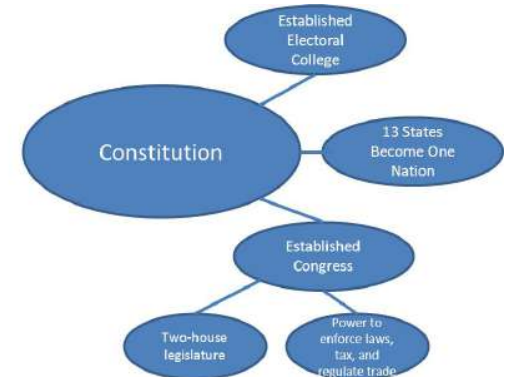 Established
Electoral
College
Constitution
13 States
Become One
Nation
Established
Congress
Two-house
legislature
Power to
enforce laws,
tax, and
regulate trade